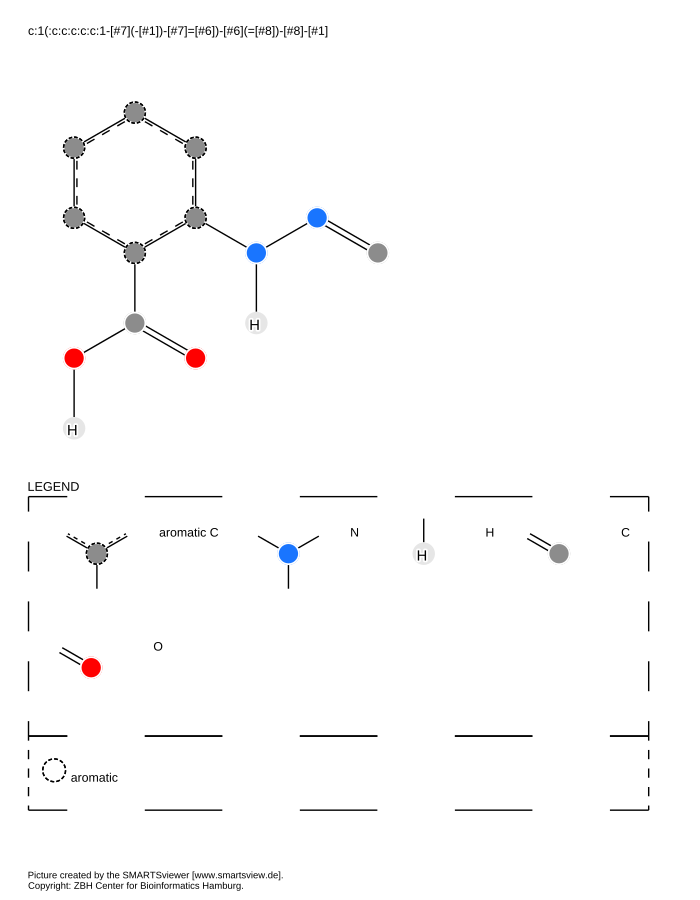 c:1(:c:c:c:c:c:1-[#7](-[#1])-[#7]=[#6])-[#6](=[#8])-[#8]-[#1]
H
H
LEGEND
aromatic C
N
H
H
C
O
aromatic
Picture created by the SMARTSviewer [www.smartsview.de].
Copyright: ZBH Center for Bioinformatics Hamburg.